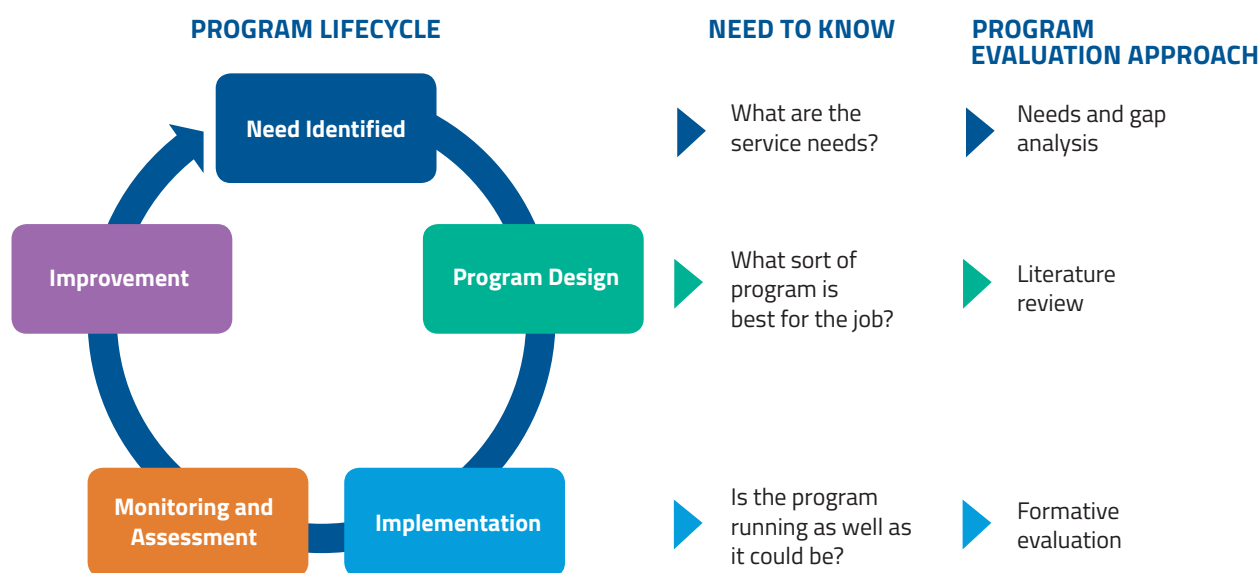 PROGRAM LIFECYCLE
NEED TO KNOW
PROGRAM
EVALUATION APPROACH
Need Identified
What are the
service needs?
Needs and gap
analysis
Improvement
Program Design
What sort of
program is
best for the job?
Literature
review
Monitoring and
Assessment
Implementation
Is the program
running as well as
it could be?
Formative
evaluation